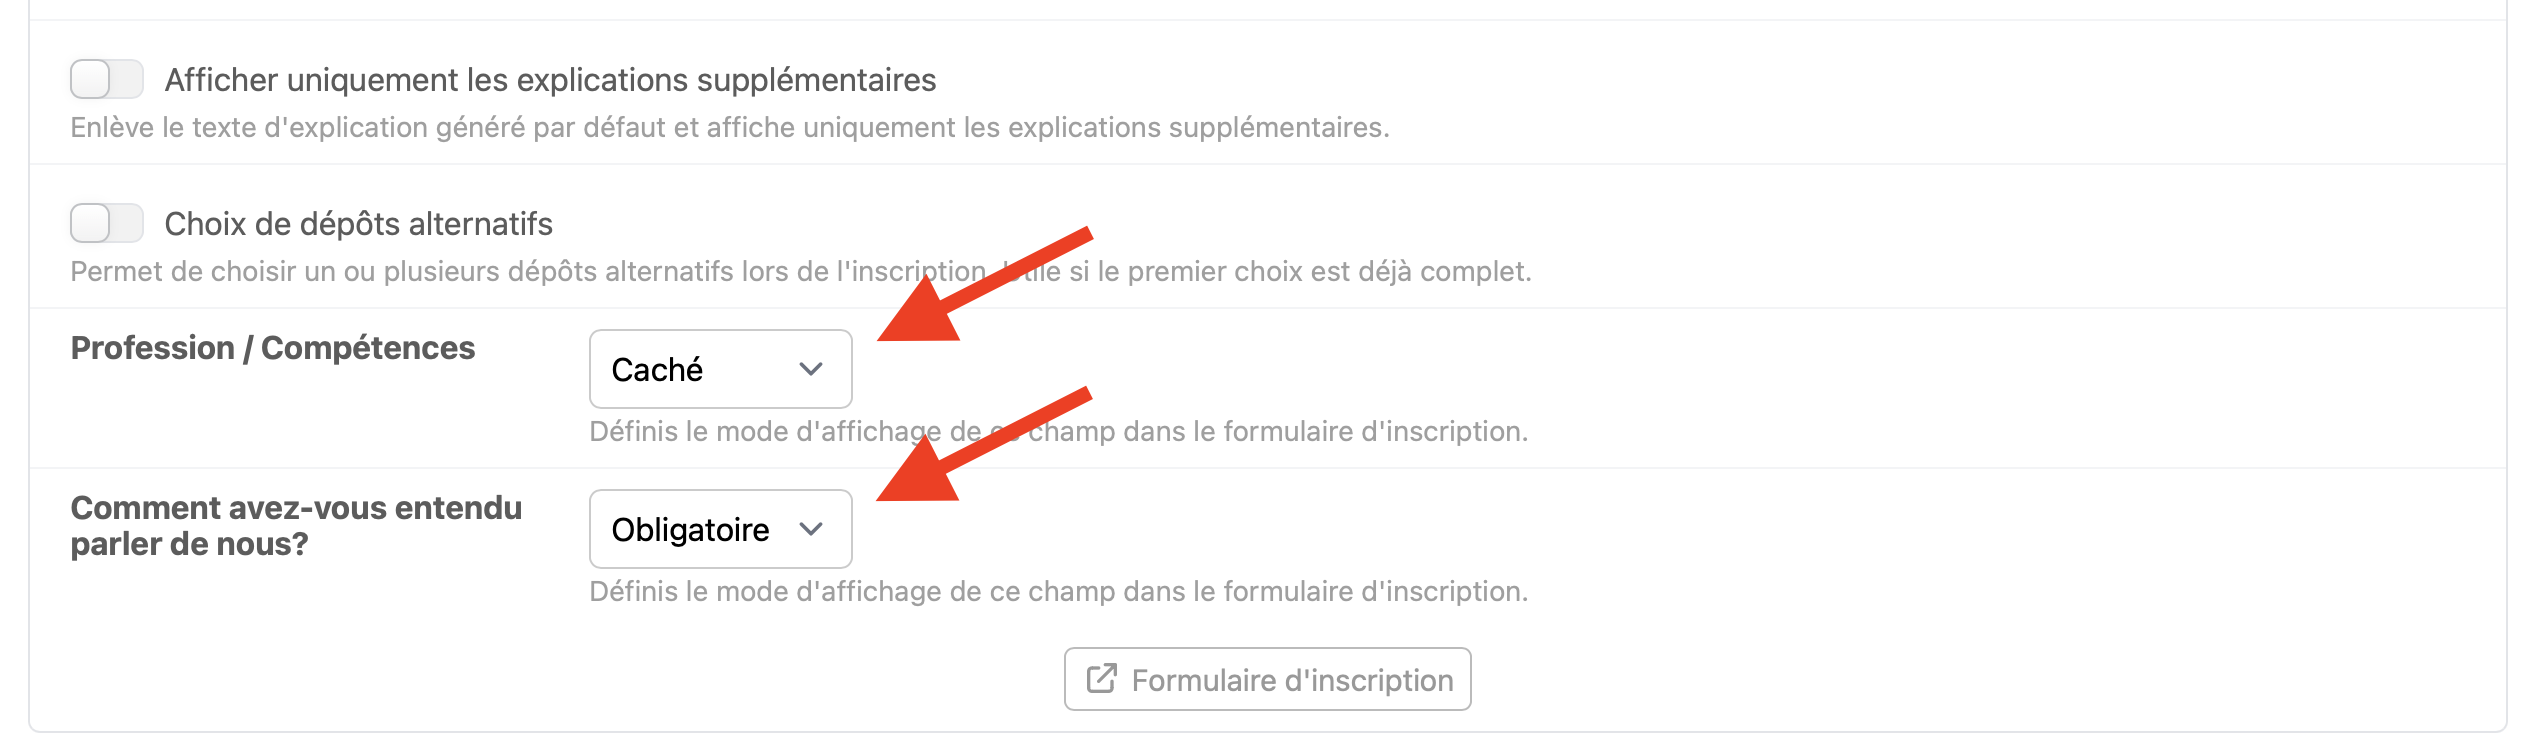 Afficher uniquement les explications supplémentaires
Enlève le texte d'explication généré par défaut et affiche uniquement les explications supplémentaires.
Choix de dépôts alternatifs
Permet de choisir un ou plusieurs dépôts alternatifs lors de l'inscription. Utile si le premier choix est déjà complet.
Profession / Compétences
Caché
Définis le mode d'affichage de ce champ dans le formulaire d'inscription.
Comment avez-vous entendu
parler de nous?
Obligatoire
Définis le mode d'affichage de ce champ dans le formulaire d'inscription.
Formulaire d'inscription